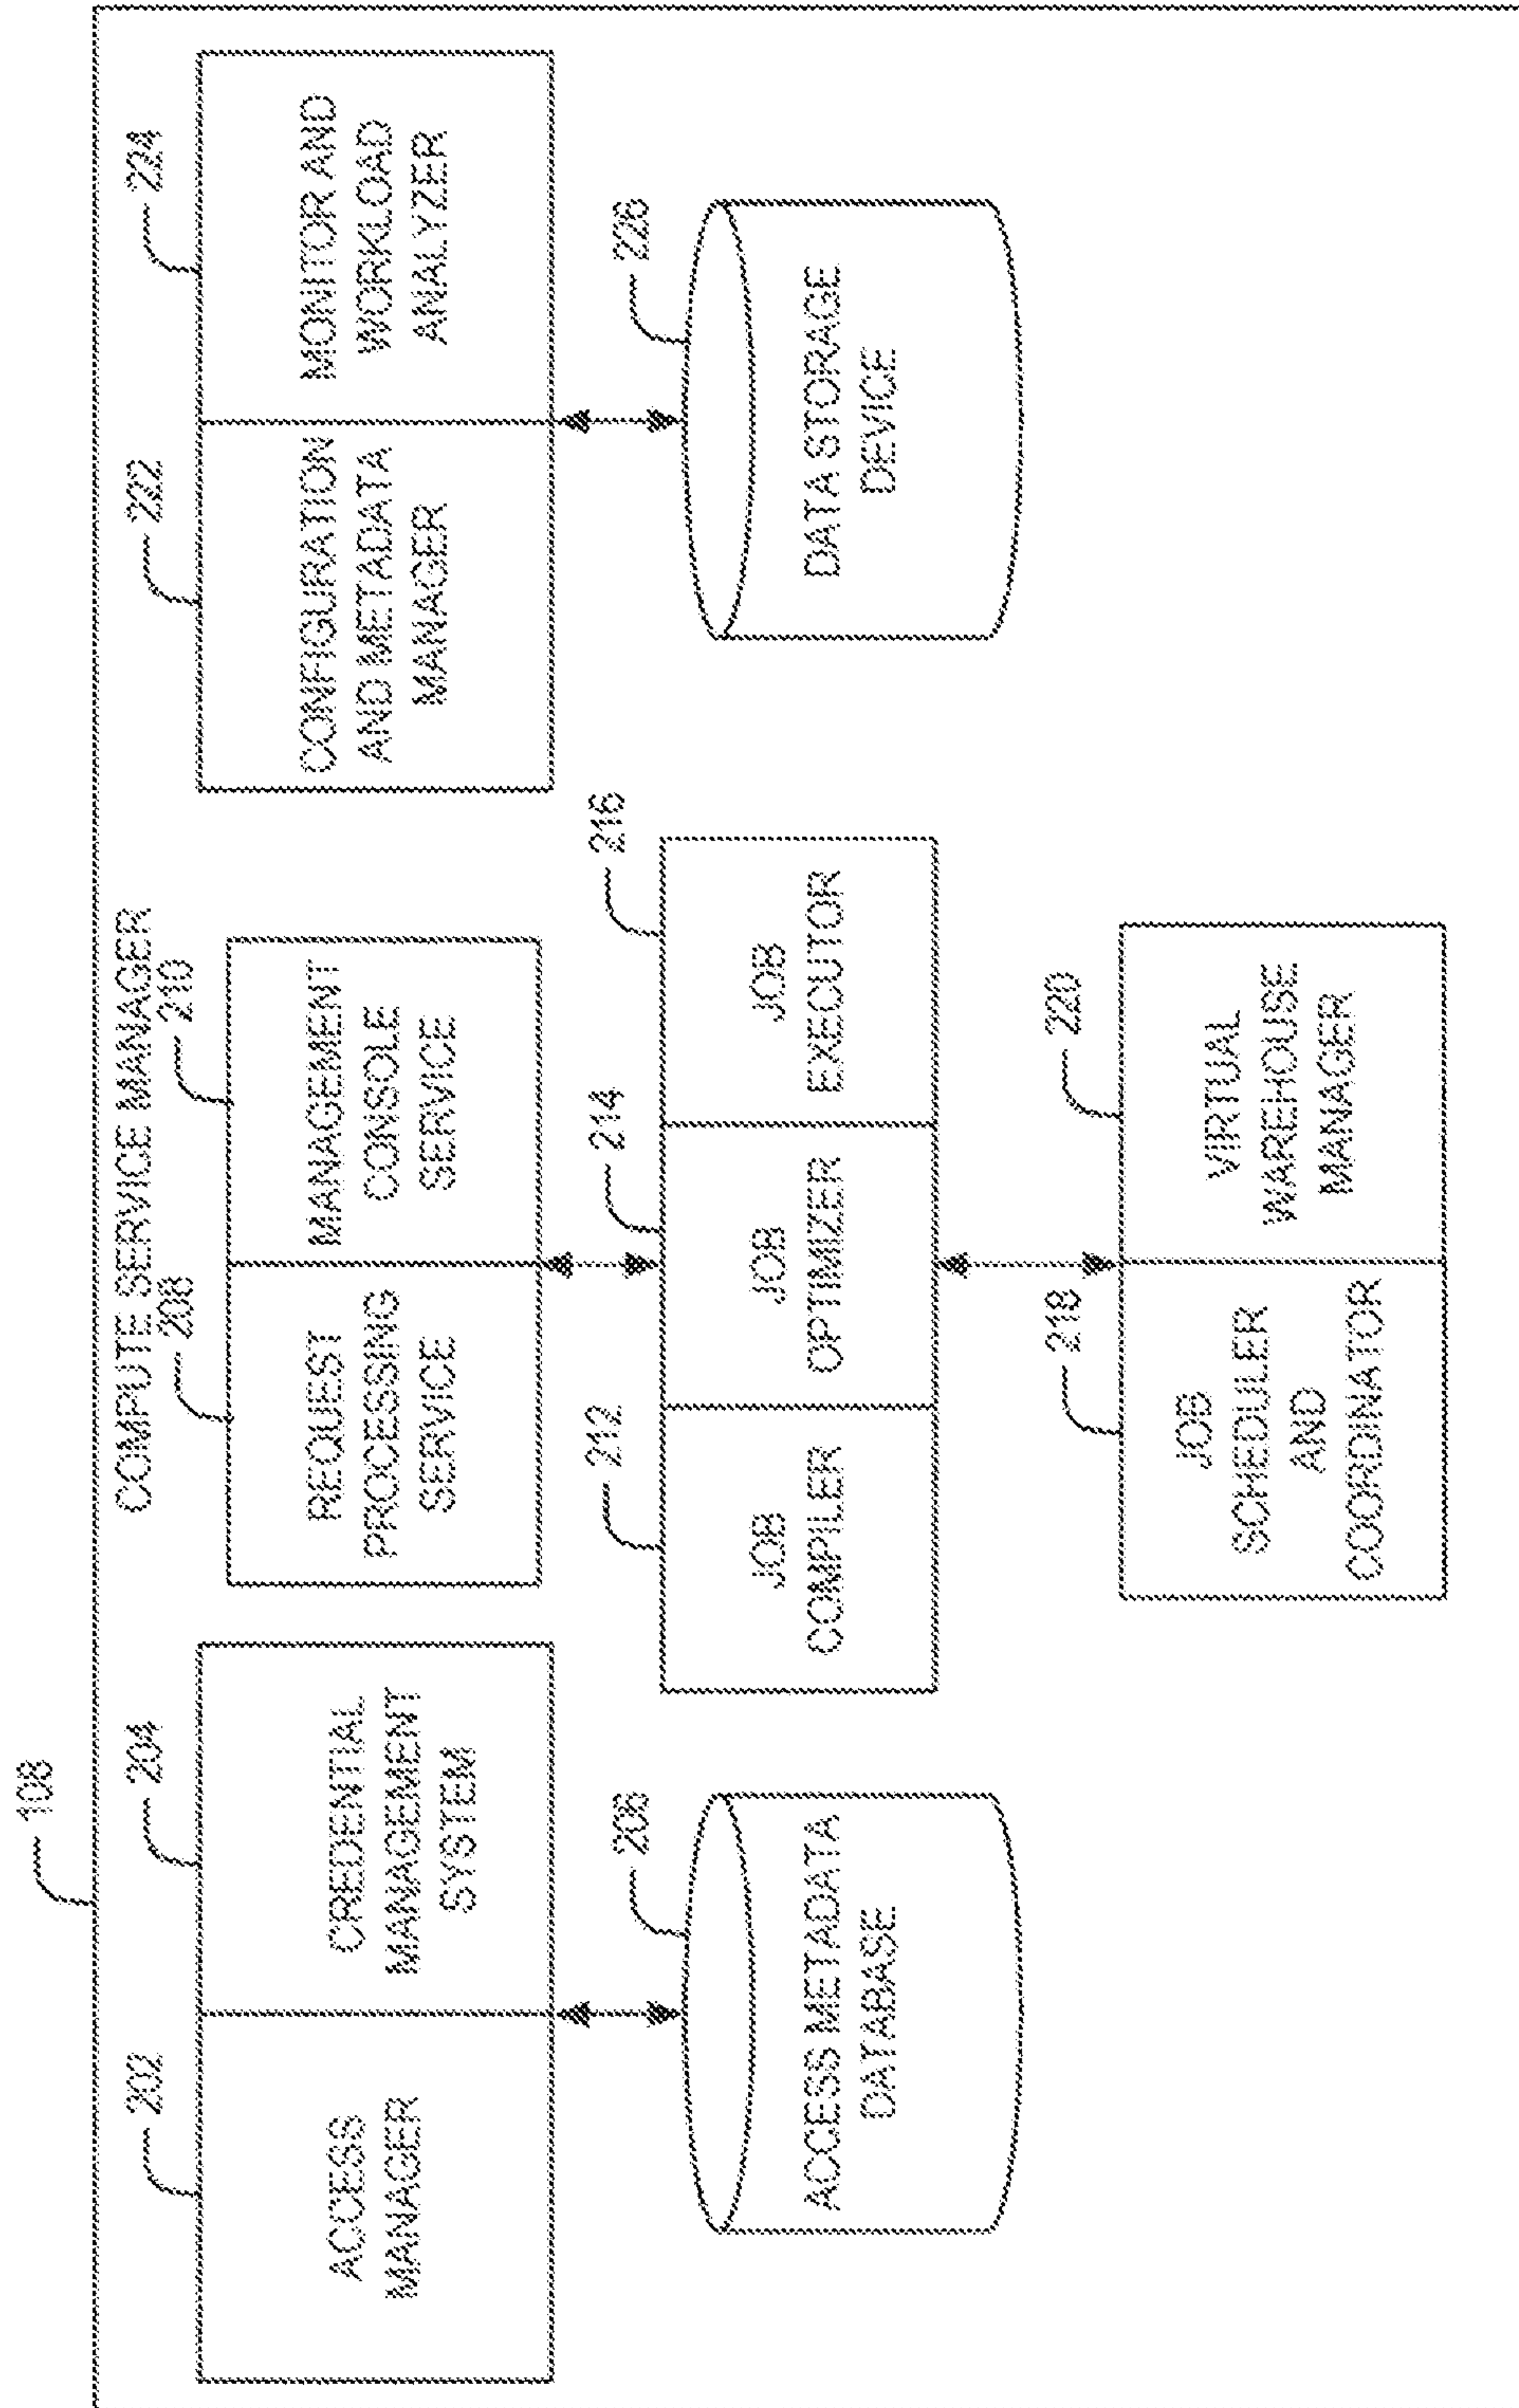 108
COMPUTE SERVICE MANAGER
202
204
ACCESS
MANAGER
CREDENTIAL
MANAGEMENT
SYSTEM
206
ACCESS METADATA
DATABASE
208
210
REQUEST
PROCESSING
SERVICE
MANAGEMENT
CONSOLE
SERVICE
212
214
216
JOB
COMPILER
JOB
OPTIMIZER
JOB
EXECUTOR
218
220
JOB
SCHEDULER
AND
COORDINATOR
VIRTUAL
WAREHOUSE
MANAGER
222
224
CONFIGURATION
AND METADATA
MANAGER
MONITOR AND
WORKLOAD
ANALYZER
226
DATA STORAGE
DEVICE